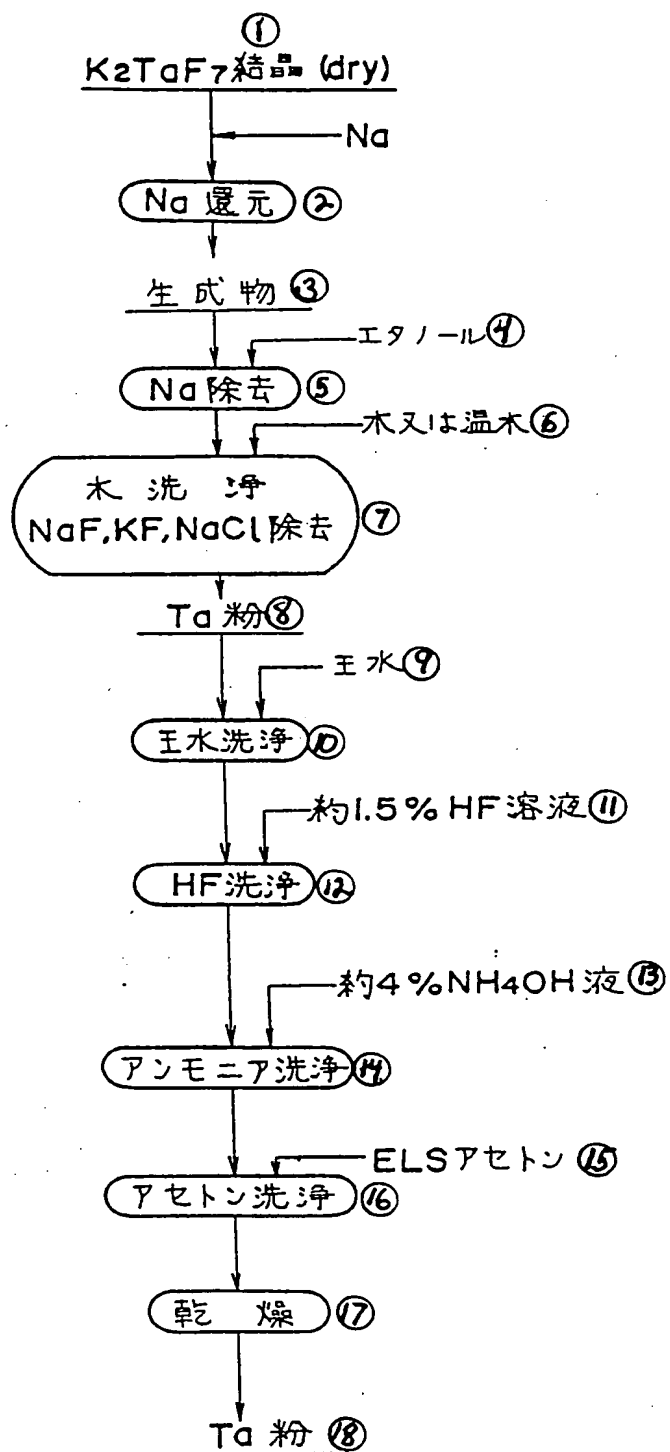 ①
K2TaF7結晶 (dry)
Na
Na 還元 ②
生成物 ③
エタノール ④
Na 除去 ⑤
水又は温水 ⑥
水洗浄
NaF, KF, NaCl 除去 ⑦
Ta 粉 ⑧
王水 ⑨
王水洗浄 ⑩
約1.5% HF溶液 ⑪
HF洗浄 ⑫
約4%NH4OH液 ⑬
アンモニア洗浄 ⑭
ELSアセトン ⑮
アセトン洗浄 ⑯
乾燥 ⑰
Ta 粉 ⑱